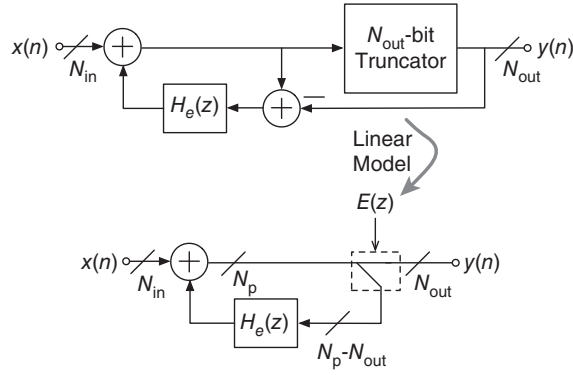 x(n)
N_in
+
N_out-bit
Truncator
y(n)
N_out
H_e(z)
+
—
Linear
Model
E(z)
x(n)
N_in
+
N_p
N_out
y(n)
H_e(z)
N_p-N_out